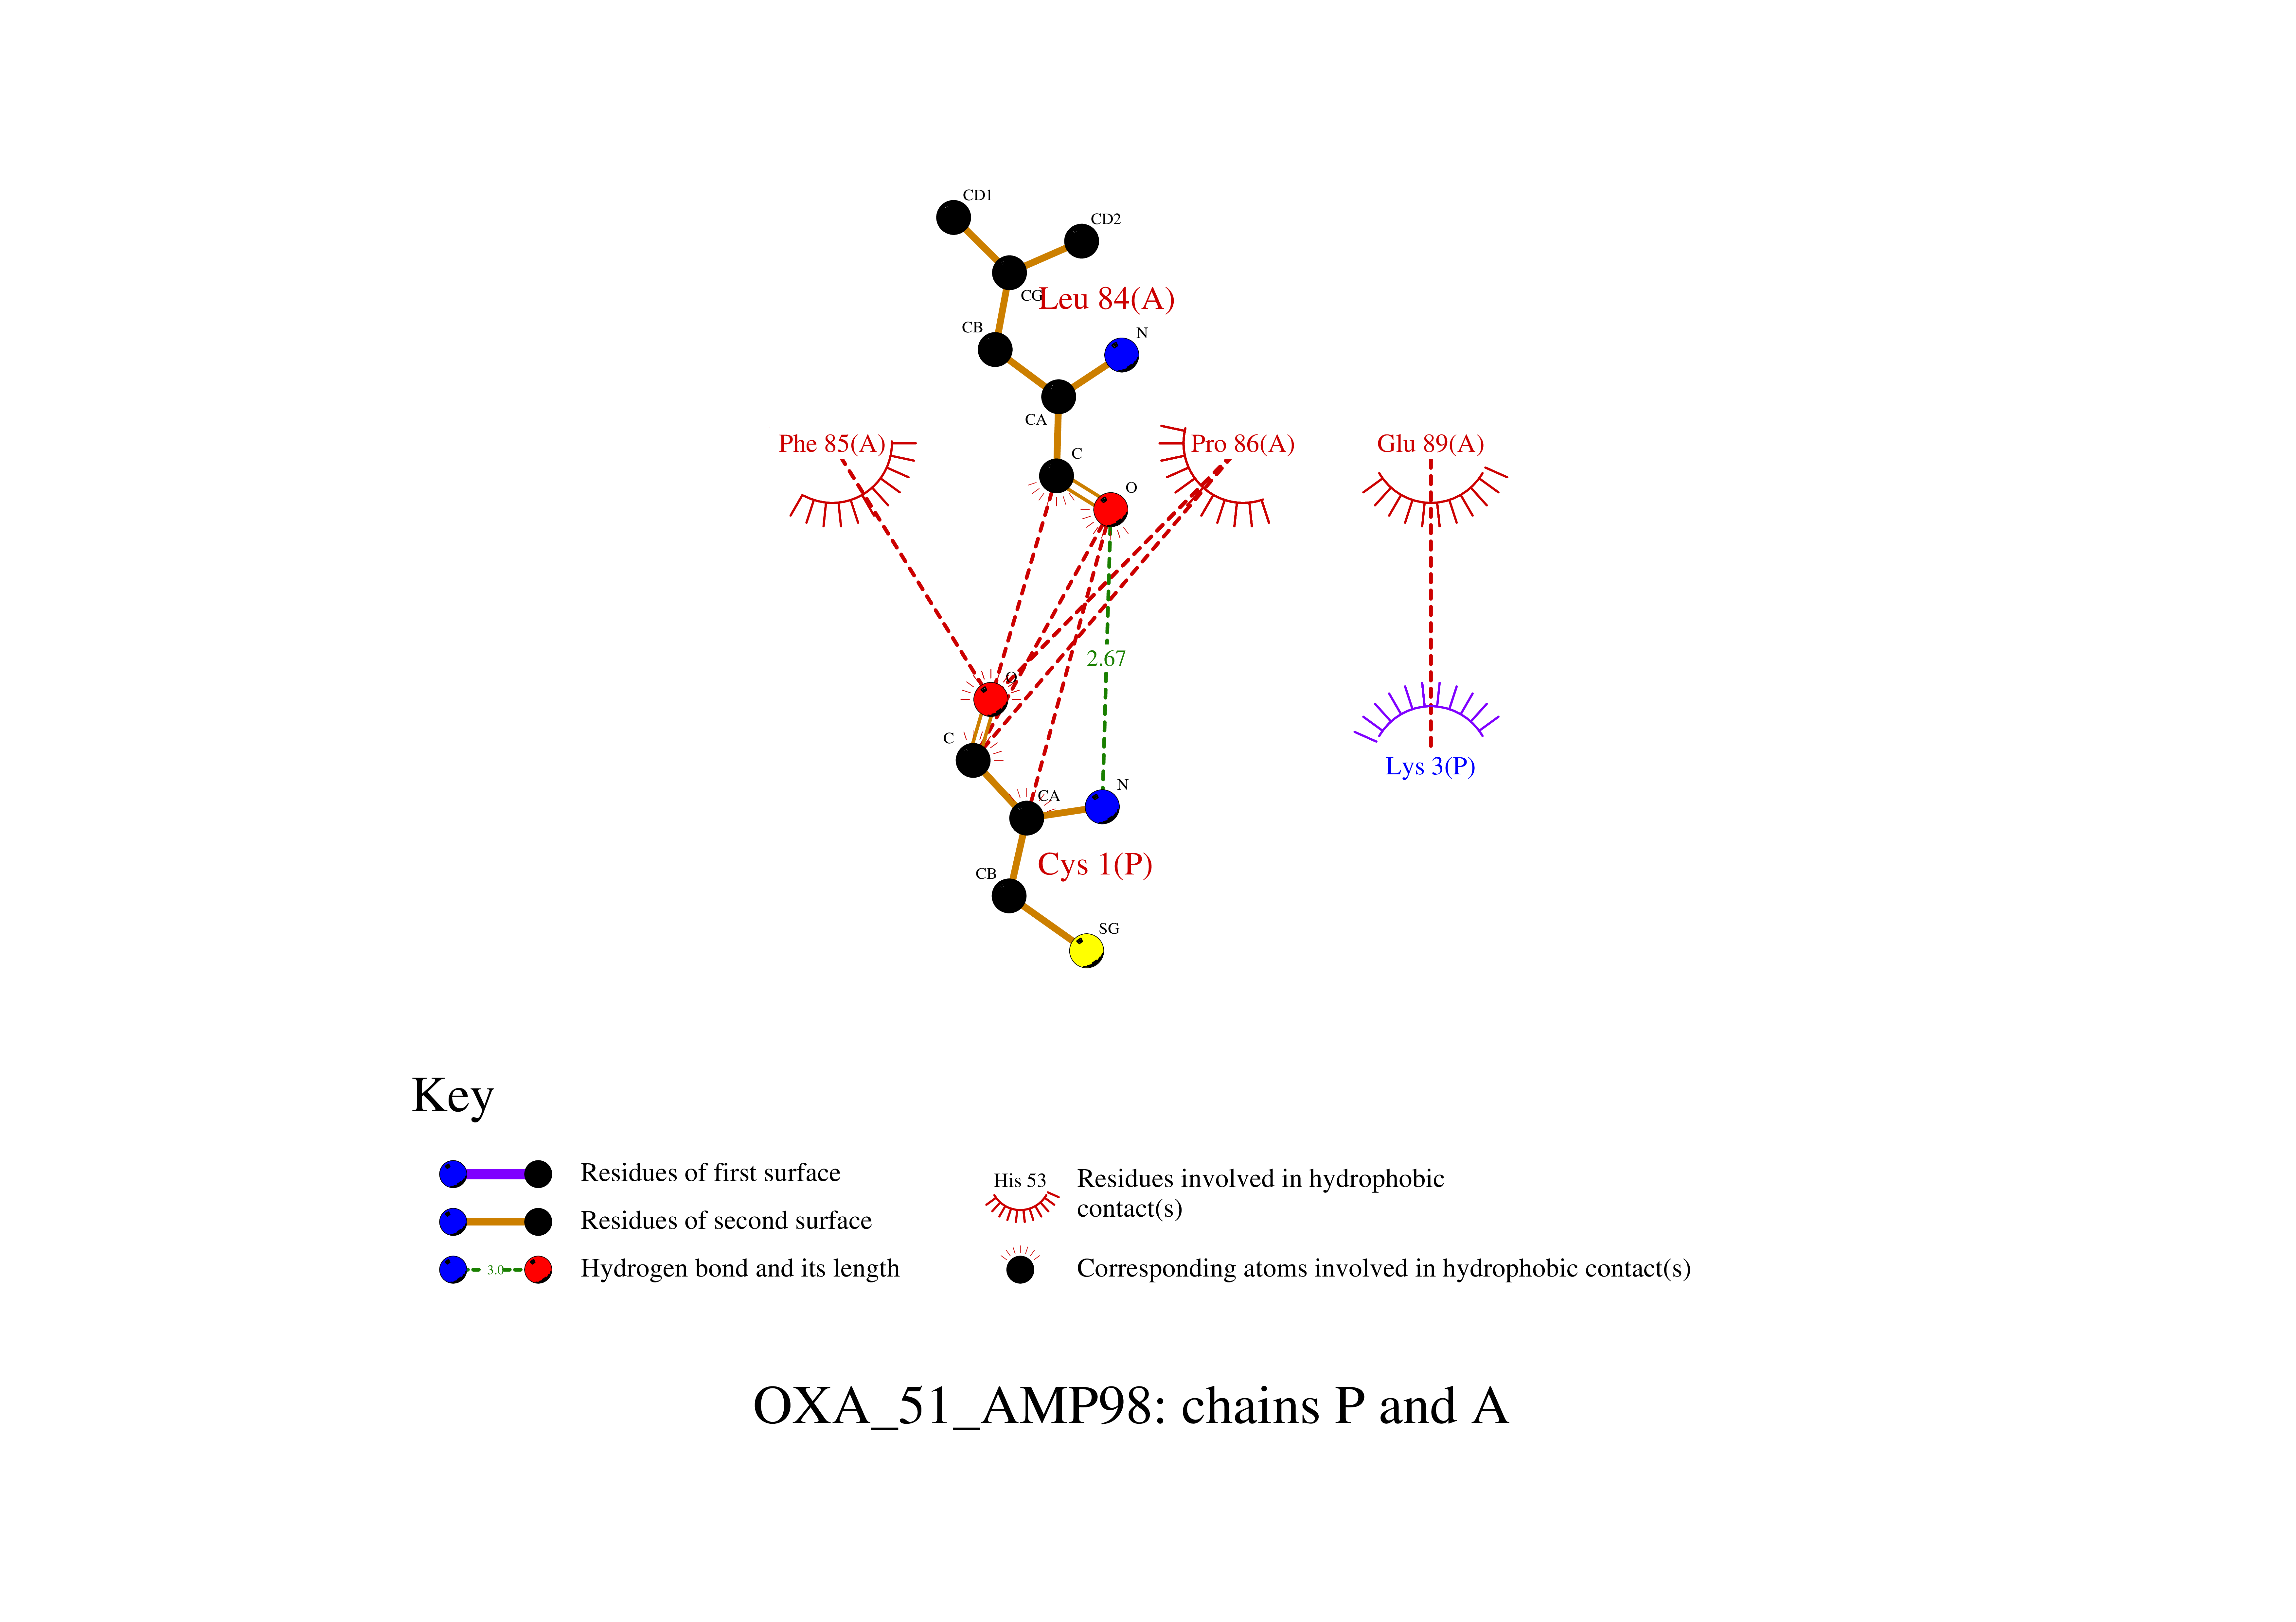 CD1
CD2
CG
Leu 84(A)
CB
N
CA
Phe 85(A)
C
Pro 86(A)
Glu 89(A)
O
2.67
O
C
Lys 3(P)
N
CA
Cys 1(P)
CB
SG
Key
Residues of first surface
Residues of second surface
3.0
Hydrogen bond and its length
His 53
Residues involved in hydrophobic
contact(s)
Corresponding atoms involved in hydrophobic contact(s)
OXA_51_AMP98: chains P and A